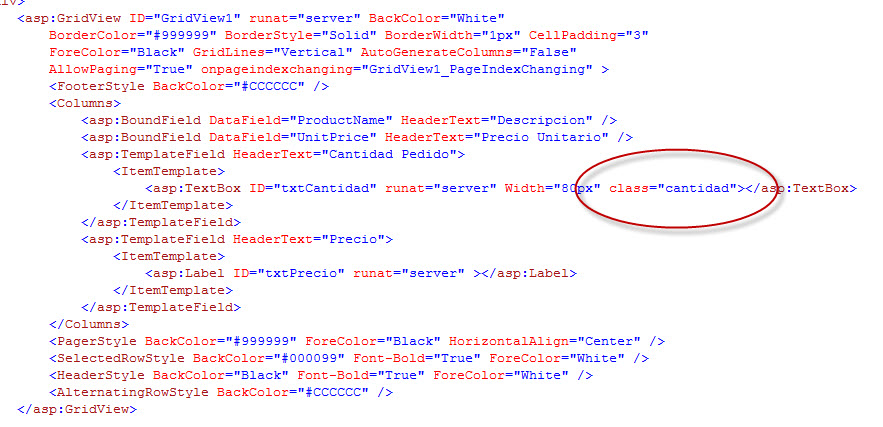 iv>
<asp:GridView ID="GridView1" runat="server" BackColor="White"
BorderColor="#999999" BorderStyle="Solid" BorderWidth="1px" CellPadding="3"
ForeColor="Black" GridLines="Vertical" AutoGenerateColumns="False"
AllowPaging="True" onpageindexchanging="GridView1_PageIndexChanging" >
<FooterStyle BackColor="#CCCCCC" />
<Columns>
<asp:BoundField DataField="ProductName" HeaderText="Descripcion" />
<asp:BoundField DataField="UnitPrice" HeaderText="Precio Unitario" />
<asp:TemplateField HeaderText="Cantidad Pedido">
<ItemTemplate>
<asp:TextBox ID="txtCantidad" runat="server" Width="80px" class="cantidad"></asp:TextBox>
</ItemTemplate>
</asp:TemplateField>
<asp:TemplateField HeaderText="Precio">
<ItemTemplate>
<asp:Label ID="txtPrecio" runat="server" ></asp:Label>
</ItemTemplate>
</asp:TemplateField>
</Columns>
<PagerStyle BackColor="#999999" ForeColor="Black" HorizontalAlign="Center" />
<SelectedRowStyle BackColor="#000099" Font-Bold="True" ForeColor="White" />
<HeaderStyle BackColor="Black" Font-Bold="True" ForeColor="White" />
<AlternatingRowStyle BackColor="#CCCCCC" />
</asp:GridView>